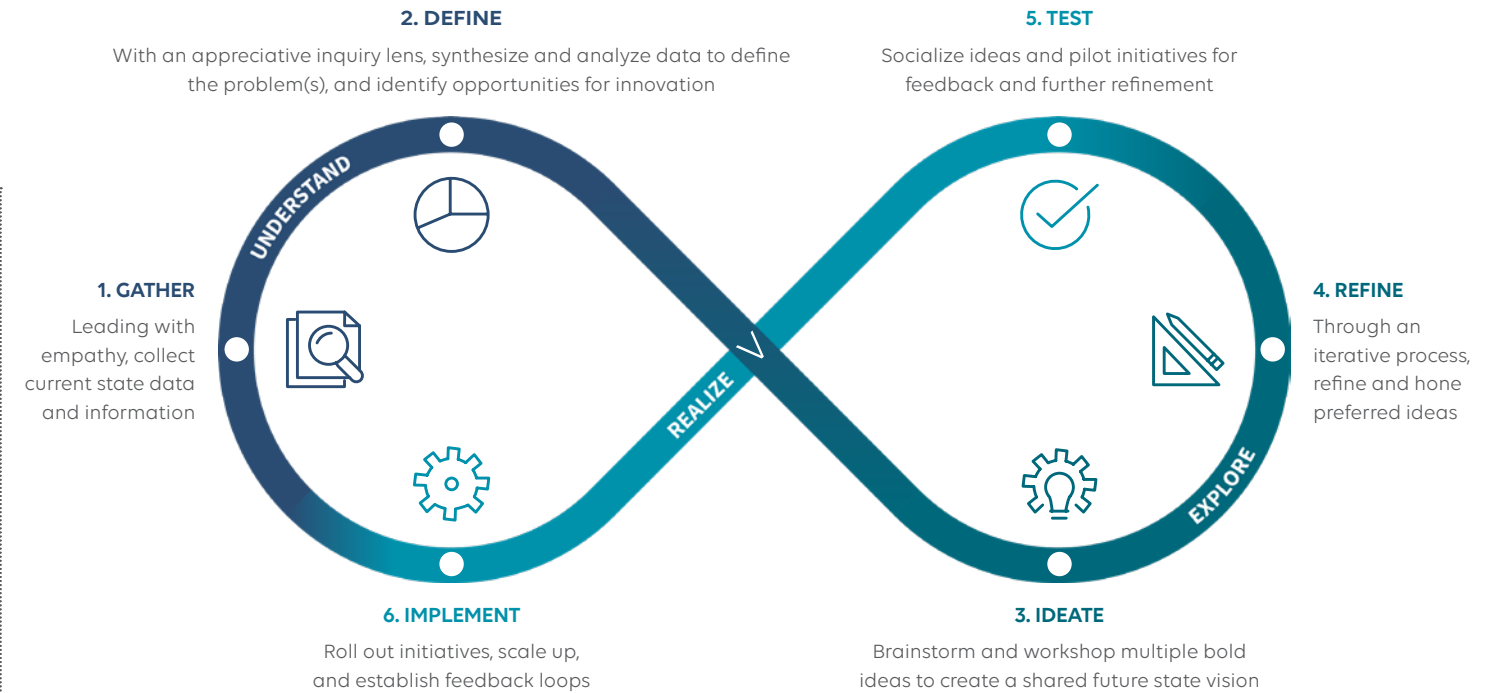 2. DEFINE
With an appreciative inquiry lens, synthesize and analyze data to define
the problem(s), and identify opportunities for innovation
5. TEST
Socialize ideas and pilot initiatives for
feedback and further refinement
UNDERSTAND
1. GATHER
Leading with
empathy, collect
current state data
and information
4. REFINE
Through an
iterative process,
refine and hone
preferred ideas
REALIZE
EXPLORE
6. IMPLEMENT
Roll out initiatives, scale up,
and establish feedback loops
3. IDEATE
Brainstorm and workshop multiple bold
ideas to create a shared future state vision